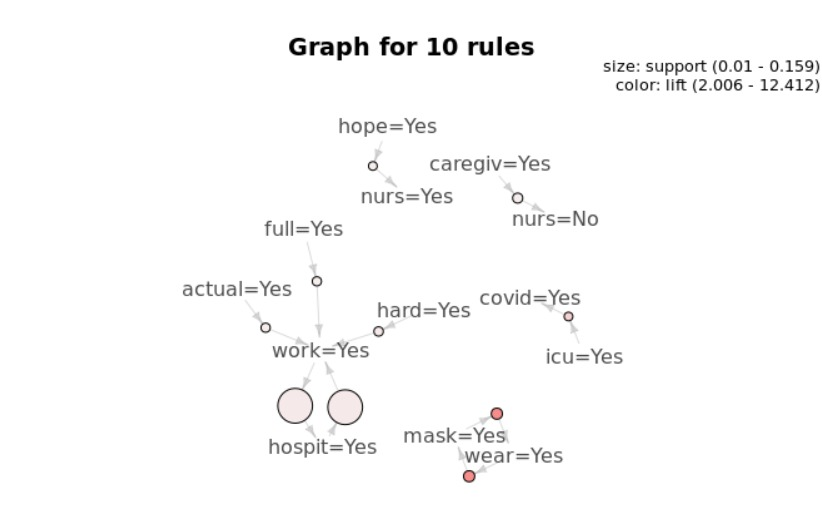 Graph for 10 rules
size: support (0.01 - 0.159)
color: lift (2.006 - 12.412)
hope=Yes
caregiv=Yes
nurs=Yes
nurs=No
full=Yes
actual=Yes
covid=Yes
hard=Yes
work=Yes
icu=Yes
mask=Yes
hospit=Yes
wear=Yes